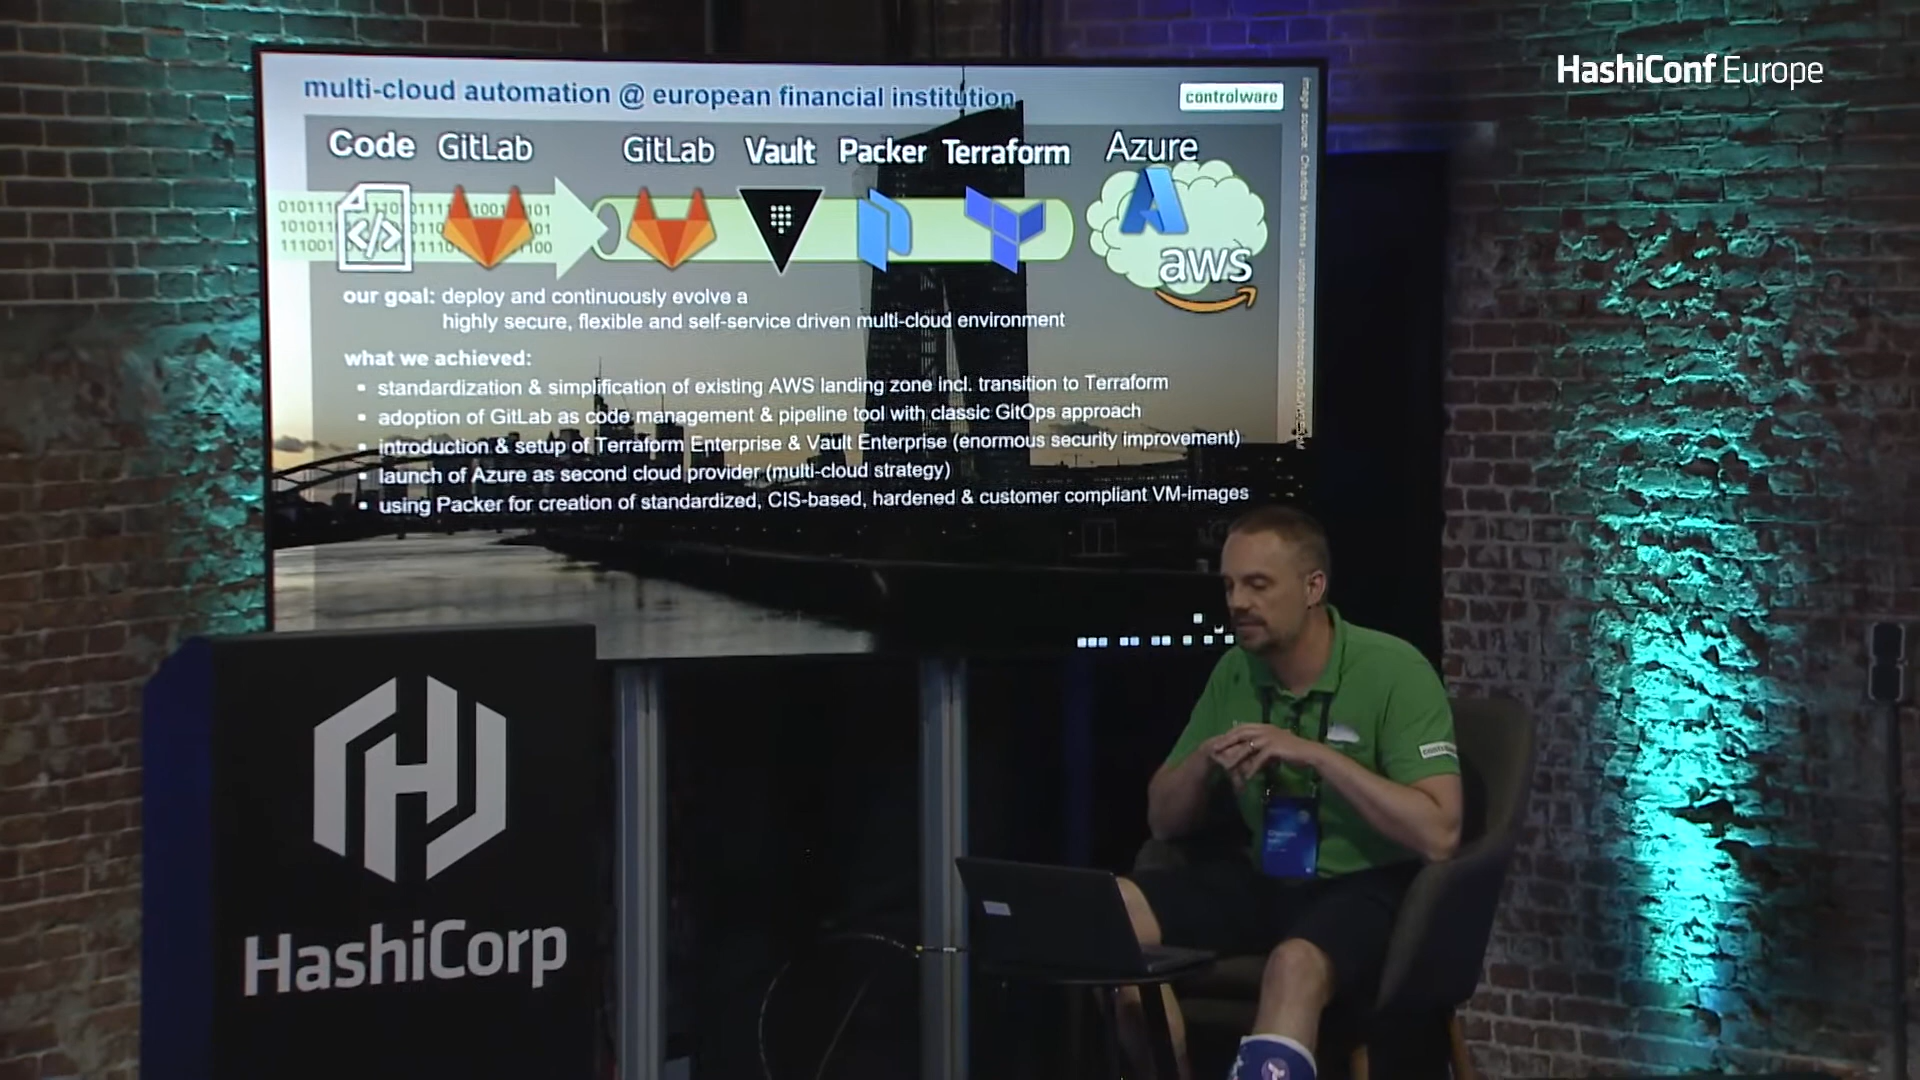 HashiConf Europe
multi-cloud automation @ european financial institution
controlware
Code GitLab GitLab Vault Packer Terraform Azure
aws
our goal: deploy and continuously evolve a
highly secure, flexible and self-service driven multi-cloud environment
what we achieved:
▪ standardization & simplification of existing AWS landing zone incl. transition to Terraform
▪ adoption of GitLab as code management & pipeline tool with classic GitOps approach
▪ introduction & setup of Terraform Enterprise & Vault Enterprise (enormous security improvement)
▪ launch of Azure as second cloud provider (multi-cloud strategy)
▪ using Packer for creation of standardized, CIS-based, hardened & customer compliant VM-images
HashiCorp